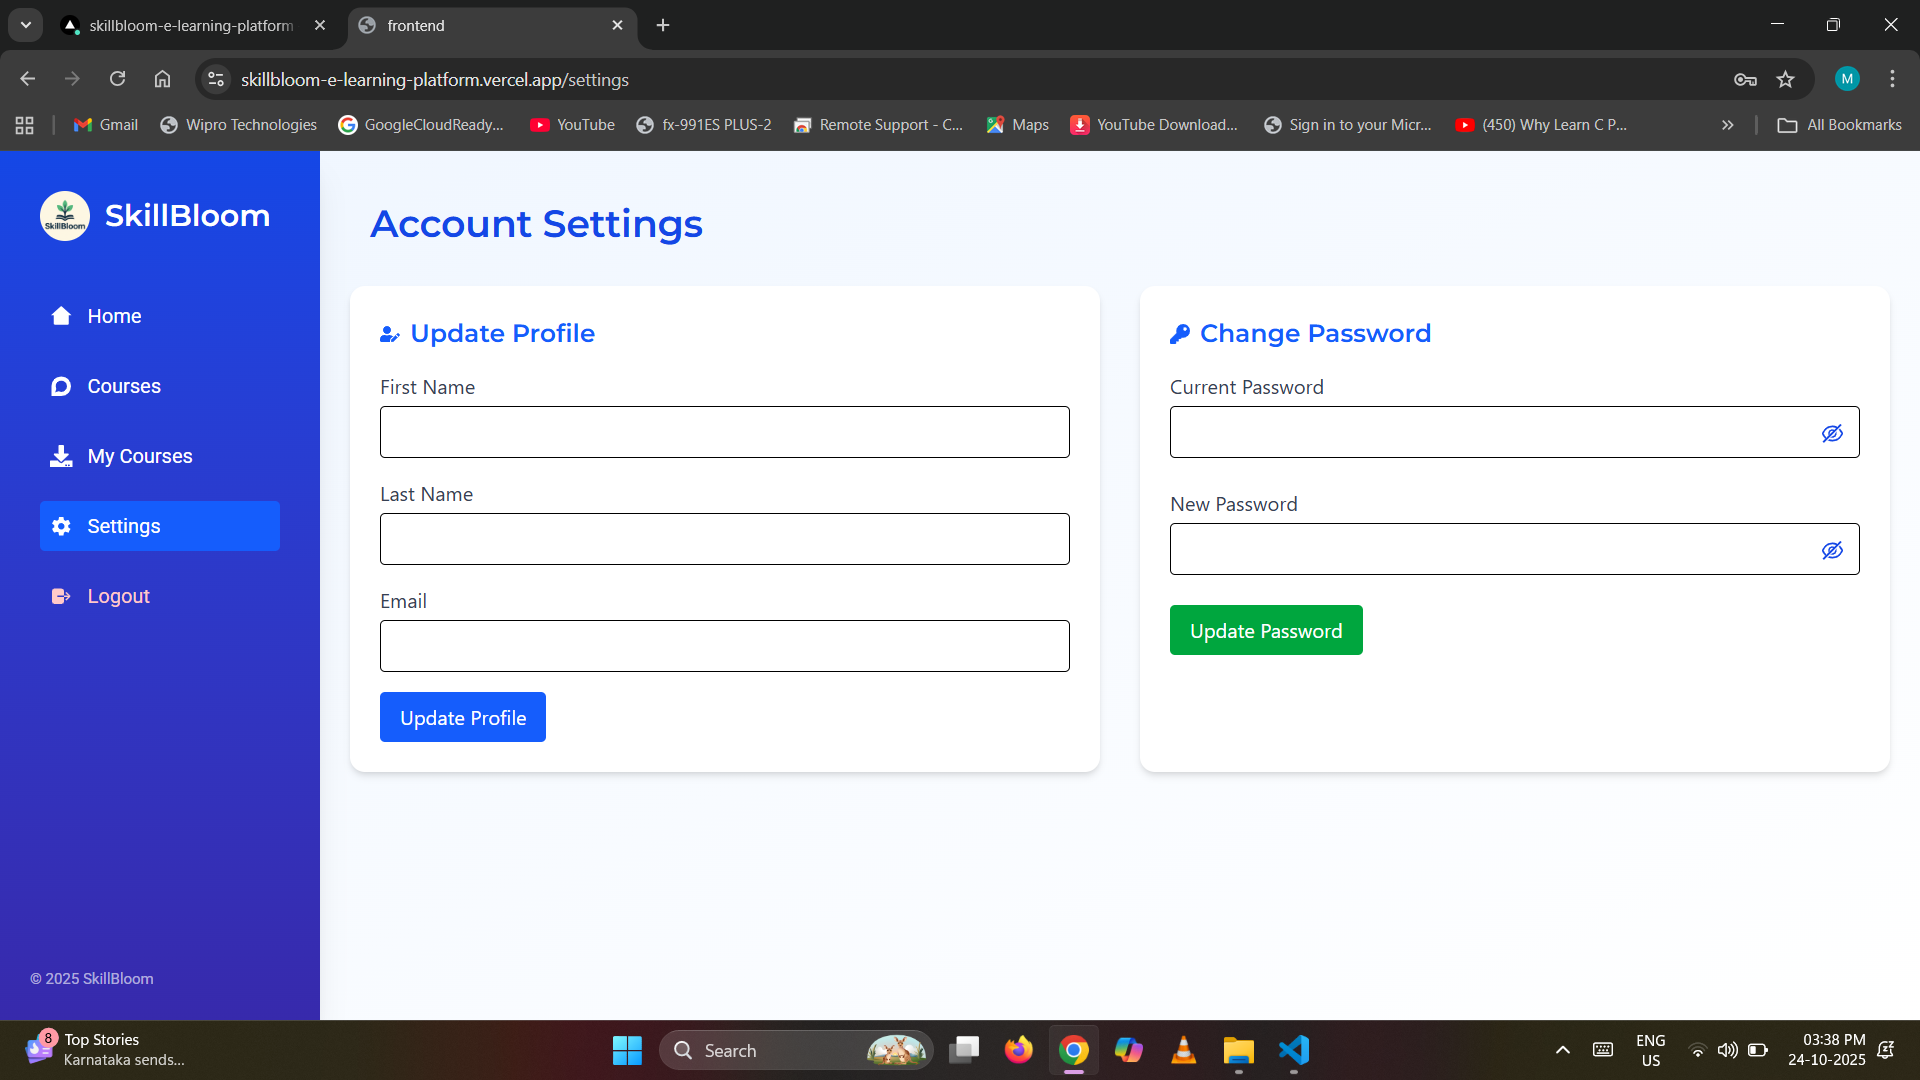 skillbloom-e-learning-platform
frontend
skillbloom-e-learning-platform.vercel.app/settings
M
Gmail
Wipro Technologies
GoogleCloudReady...
YouTube
fx-991ES PLUS-2
Remote Support - C...
Maps
YouTube Download...
Sign in to your Micr...
(450) Why Learn C P...
All Bookmarks
SkillBloom
SkillBloom
Home
Courses
My Courses
Settings
Logout
© 2025 SkillBloom
Account Settings
Update Profile
First Name
Last Name
Email
Update Profile
Change Password
Current Password
New Password
Update Password
8
Top Stories
Karnataka sends...
Search
ENG
US
03:38 PM
24-10-2025